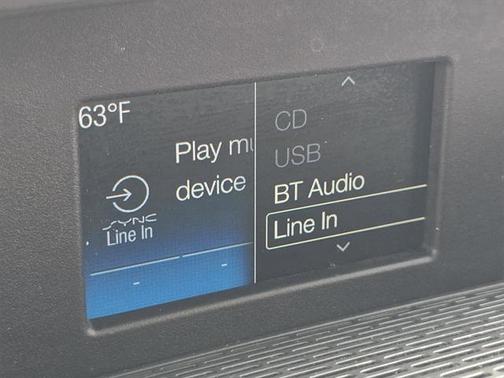 63°F
Play mu
device
SYNC
Line In
CD
USB
BT Audio
Line In